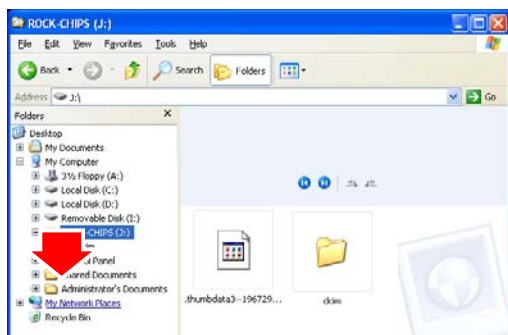 ROCK-CHIPS (J:)
File Edit View Favorites Tools Help
Back Search Folders
Address J:\ Go
Folders
Desktop
My Documents
My Computer
3½ Floppy (A:)
Local Disk (C:)
Local Disk (D:)
Removable Disk (I:)
-CHIPS (J:)
Panel
Shared Documents
Administrator's Documents
My Network Places
Recycle Bin
.thumbdata3--196729...
dcim